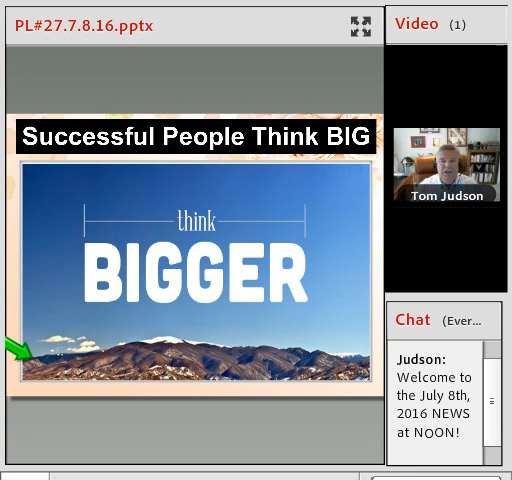 PL#27.7.8.16.pptx
Successful People Think BIG
think
BIGGER
Video (1)
Tom Judson
Chat (Ever...
Judson:
Welcome to
the July 8th,
2016 NEWS
at NOON!